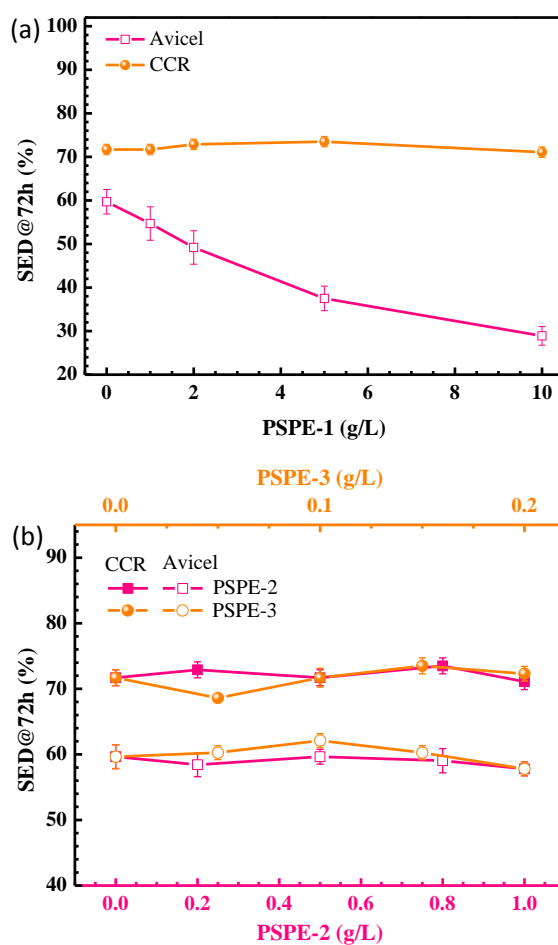 (a)
Avicel
CCR
100
90
80
70
60
50
40
30
20
SED@72h (%)
0 2 4 6 8 10
PSPE-1 (g/L)
PSPE-3 (g/L)
0.0 0.1 0.2
(b)
CCR Avicel
PSPE-2
PSPE-3
90
80
70
60
50
40
SED@72h (%)
0.0 0.2 0.4 0.6 0.8 1.0
PSPE-2 (g/L)